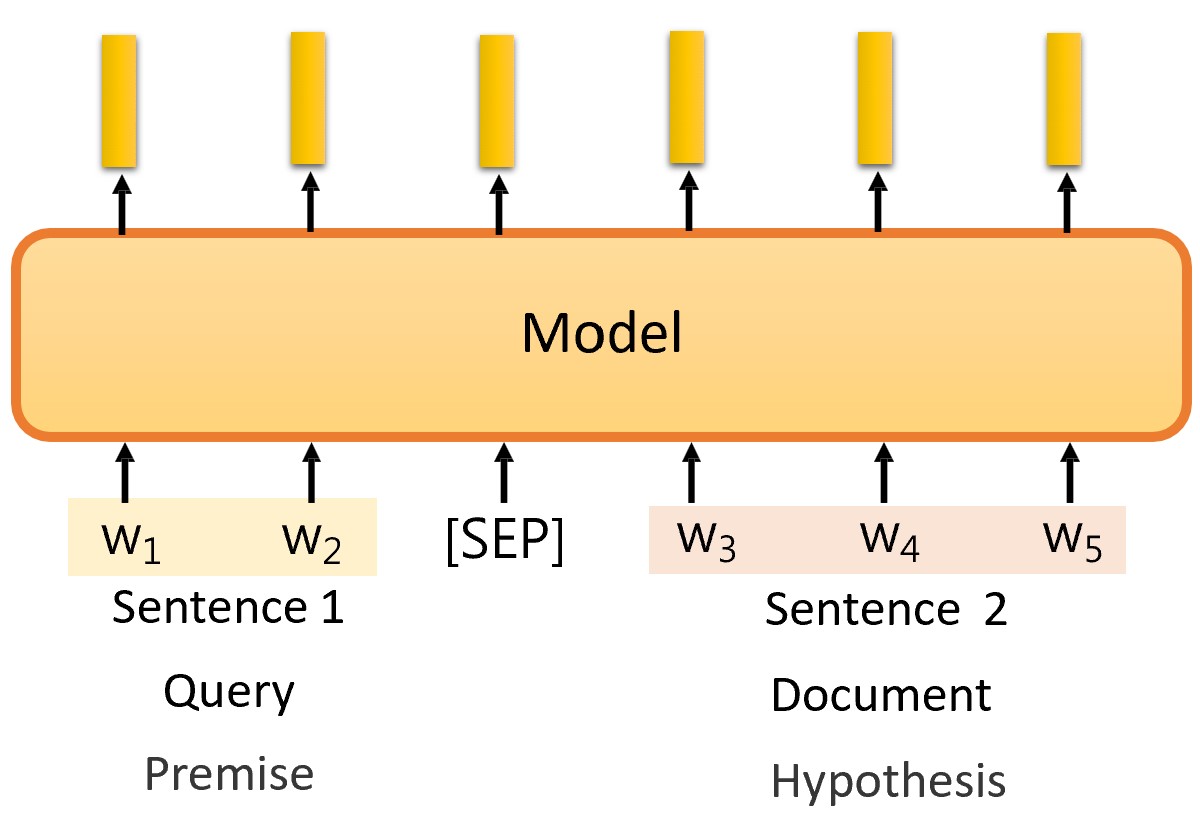 Model
w₁ w₂ [SEP] w₃ w₄ w₅
Sentence 1 Sentence 2
Query Document
Premise Hypothesis